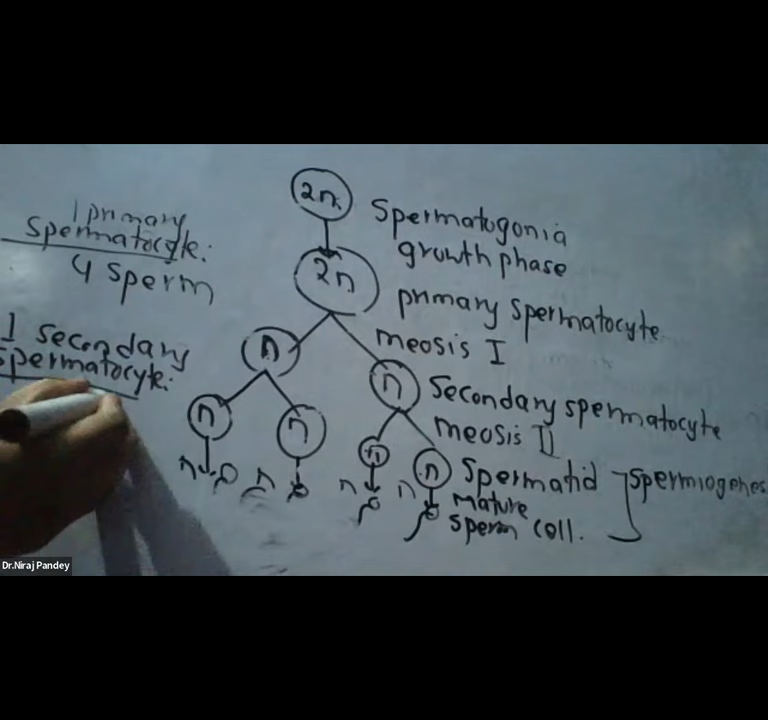 1 primary
spermatocyte:
4 sperm
1 secondary
spermatocyte:
2n
Spermatogonia
growth phase
2n
primary spermatocyte
meosis I
n
n
Secondary spermatocyte
meosis II
n
n
n
n
Spermatid
spermiogenes
n
n
n
n
mature
sperm cell.
Dr.Niraj Pandey